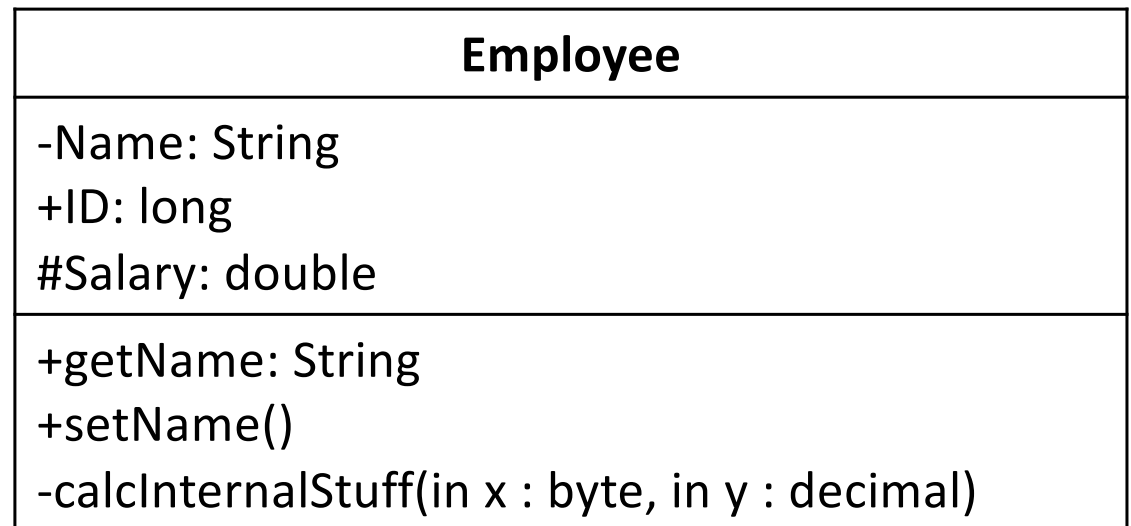 Employee
-Name: String
+ID: long
#Salary: double
+getName: String
+setName()
-calcInternalStuff(in x : byte, in y : decimal)